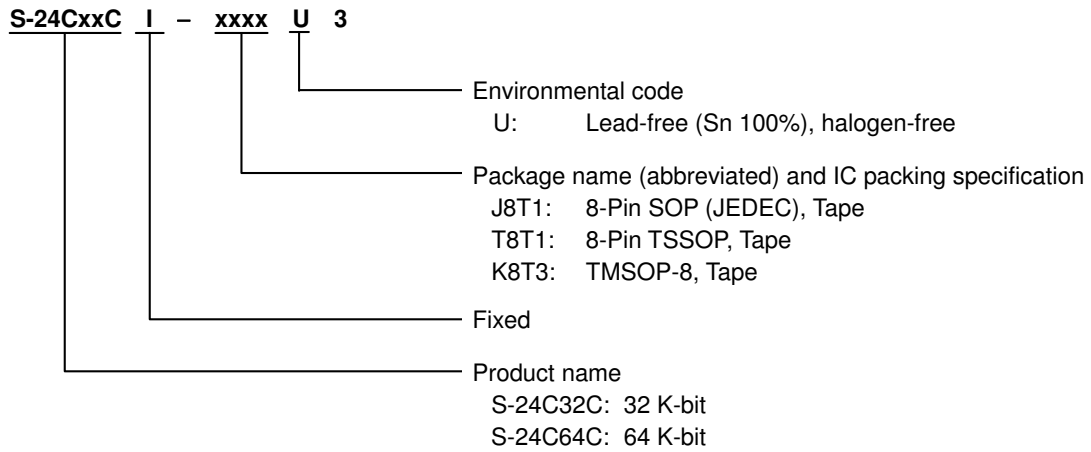 S-24CxxC I – xxxx U 3
Environmental code
U: Lead-free (Sn 100%), halogen-free
Package name (abbreviated) and IC packing specification
J8T1: 8-Pin SOP (JEDEC), Tape
T8T1: 8-Pin TSSOP, Tape
K8T3: TMSOP-8, Tape
Fixed
Product name
S-24C32C: 32 K-bit
S-24C64C: 64 K-bit